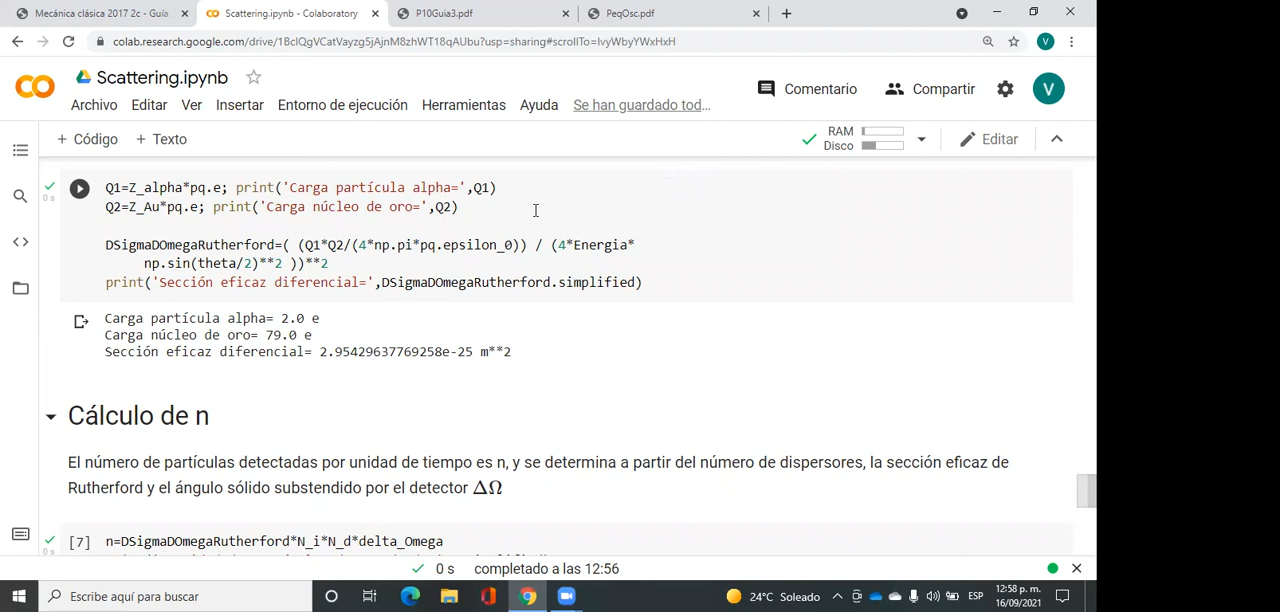 Mecánica clásica 2017 2c - Guía
Scattering.ipynb - Colaboratory
P10Guia3.pdf
PeqOsc.pdf
colab.research.google.com/drive/1BclQgVCatVayzg5jAjnM8zhWT18qAUbu?usp=sharing#scrollTo=IvyWbyYWxHxH
V
Scattering.ipynb
Comentario
Compartir
V
Archivo Editar Ver Insertar Entorno de ejecución Herramientas Ayuda Se han guardado tod...
+ Código + Texto
RAM
Disco
Editar
Q1=Z_alpha*pq.e; print('Carga partícula alpha=',Q1)
0 s
Q2=Z_Au*pq.e; print('Carga núcleo de oro=',Q2)
DSigmaDOmegaRutherford=( (Q1*Q2/(4*np.pi*pq.epsilon_0)) / (4*Energia*
np.sin(theta/2)**2 ))**2
print('Sección eficaz diferencial=',DSigmaDOmegaRutherford.simplified)
Carga partícula alpha= 2.0 e
Carga núcleo de oro= 79.0 e
Sección eficaz diferencial= 2.95429637769258e-25 m**2
Cálculo de n
El número de partículas detectadas por unidad de tiempo es n, y se determina a partir del número de dispersores, la sección eficaz de
Rutherford y el ángulo sólido substendido por el detector ΔΩ
[7] n=DSigmaDOmegaRutherford*N_i*N_d*delta_Omega
0 s
0 s completado a las 12:56
Escribe aquí para buscar
24°C Soleado
ESP
12:58 p. m.
16/09/2021